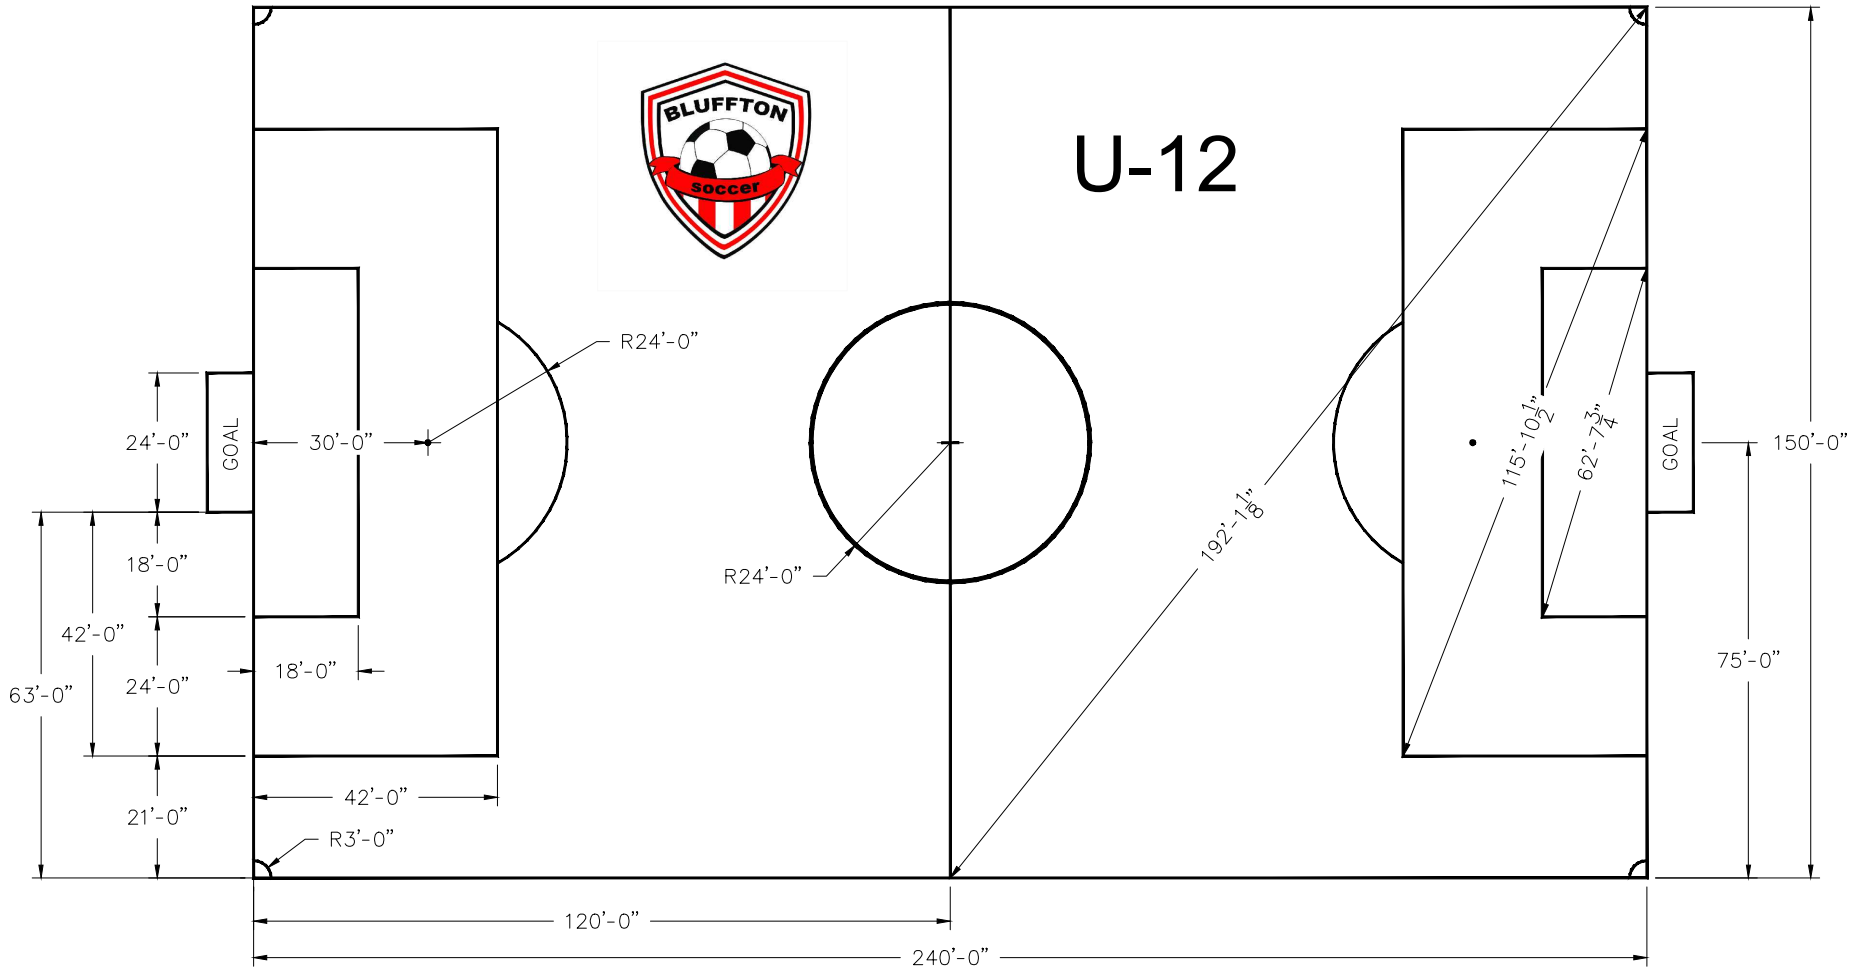 BLUFFTON
soccer
U-12
R24'-0"
24'-0"
GOAL
30'-0"
115'-10 1/2"
62'-7 3/4"
GOAL
150'-0"
192'-1 1/8"
18'-0"
R24'-0"
42'-0"
63'-0"
18'-0"
24'-0"
75'-0"
42'-0"
21'-0"
R3'-0"
120'-0"
240'-0"